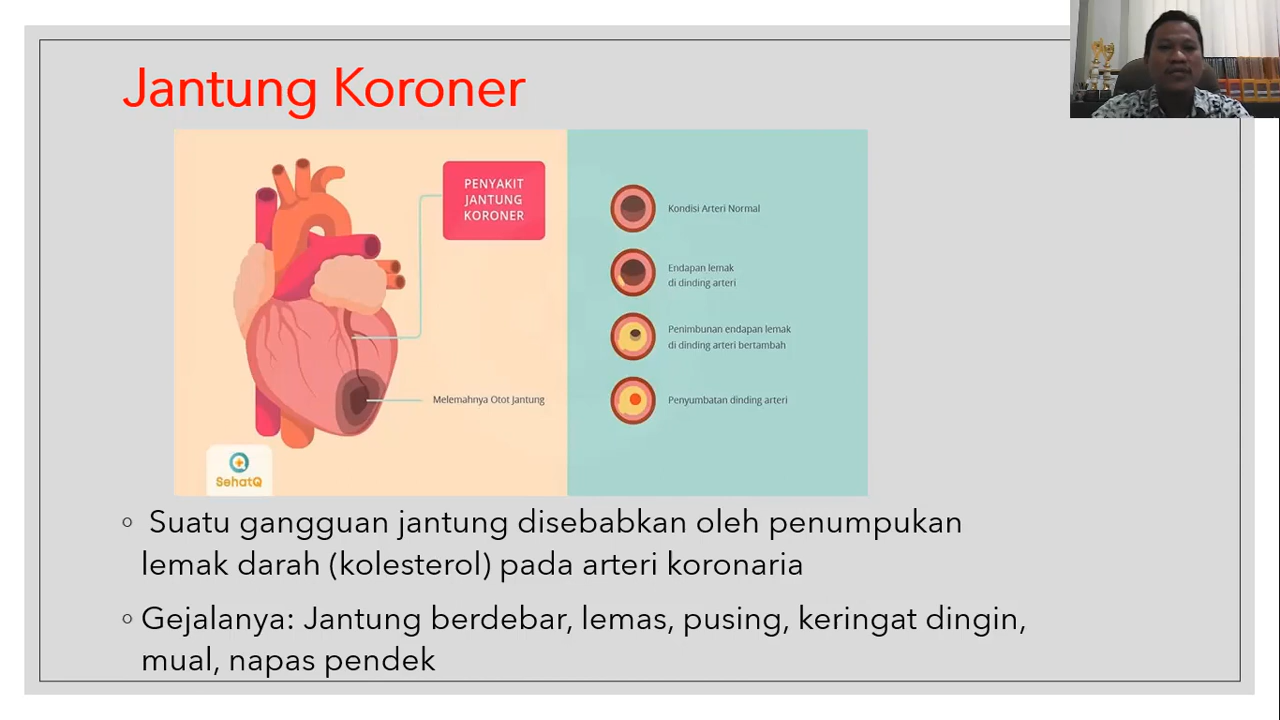 Jantung Koroner
PENYAKIT
JANTUNG
KORONER
Melemahnya Otot Jantung
SehatQ
Kondisi Arteri Normal
Endapan lemak
di dinding arteri
Penimbunan endapan lemak
di dinding arteri bertambah
Penyumbatan dinding arteri
◦ Suatu gangguan jantung disebabkan oleh penumpukan
lemak darah (kolesterol) pada arteri koronaria
◦ Gejalanya: Jantung berdebar, lemas, pusing, keringat dingin,
mual, napas pendek